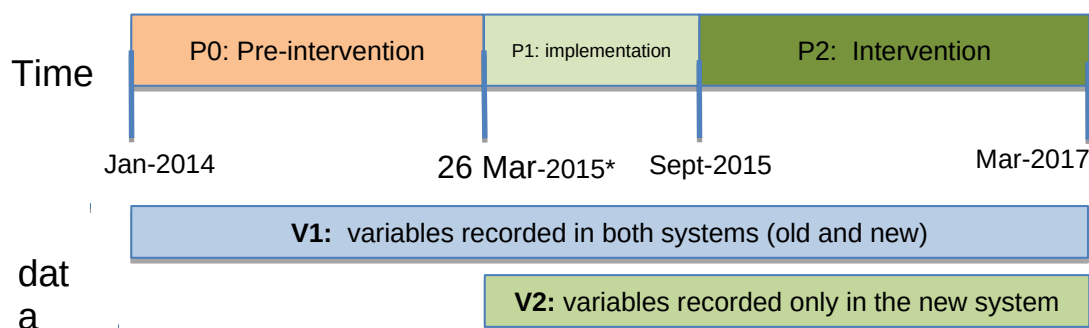 P0: Pre-intervention P1: implementation P2: Intervention
Time
Jan-2014 26 Mar-2015* Sept-2015 Mar-2017
V1: variables recorded in both systems (old and new)
dat
a
V2: variables recorded only in the new system